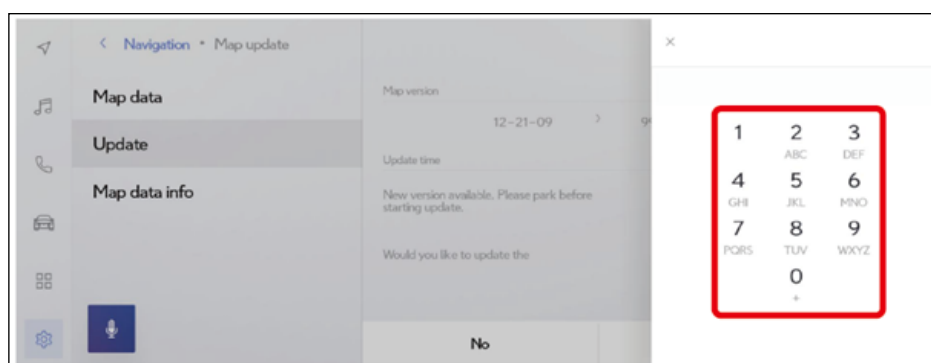 Navigation • Map update
Map data
Update
Map data info
Map version
12-21-09
Update time
New version available. Please park before
starting update.
Would you like to update the
No
1 2 3
ABC DEF
4 5 6
GHI JKL MNO
7 8 9
PQRS TUV WXYZ
0
+